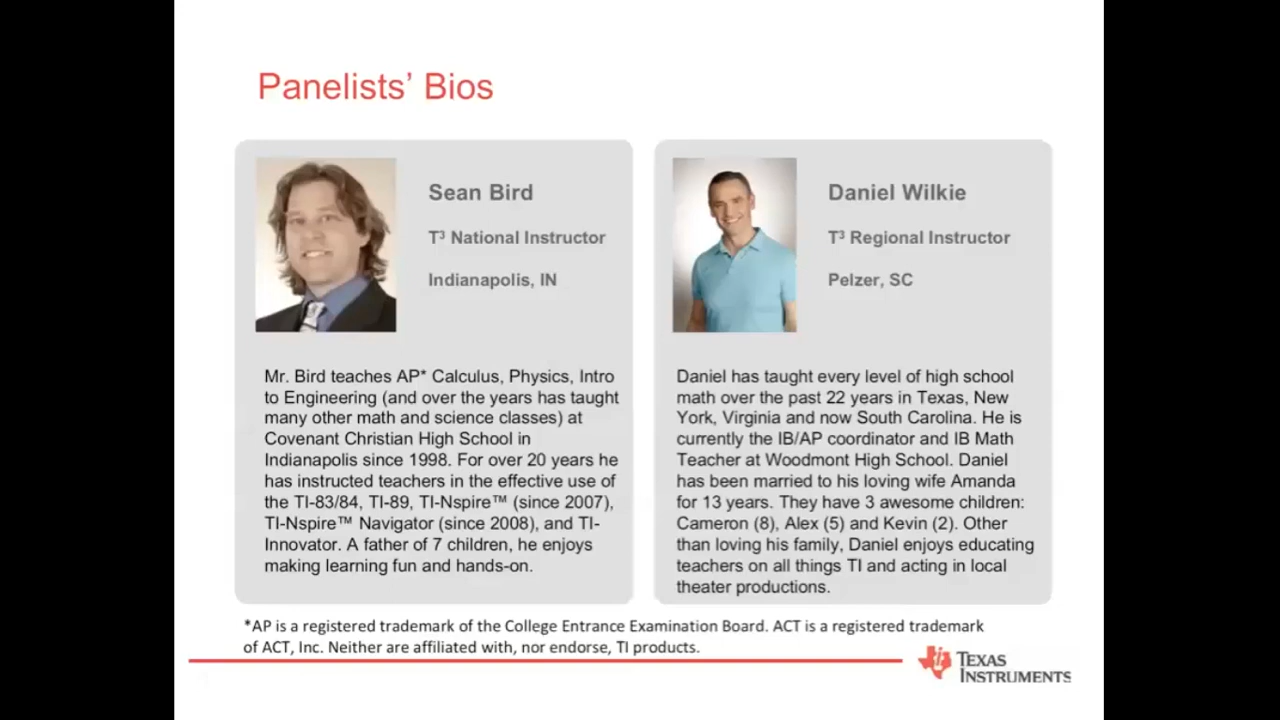 Panelists’ Bios
Sean Bird
T³ National Instructor
Indianapolis, IN
Mr. Bird teaches AP* Calculus, Physics, Intro
to Engineering (and over the years has taught
many other math and science classes) at
Covenant Christian High School in
Indianapolis since 1998. For over 20 years he
has instructed teachers in the effective use of
the TI-83/84, TI-89, TI-Nspire™ (since 2007),
TI-Nspire™ Navigator (since 2008), and TI-
Innovator. A father of 7 children, he enjoys
making learning fun and hands-on.
Daniel Wilkie
T³ Regional Instructor
Pelzer, SC
Daniel has taught every level of high school
math over the past 22 years in Texas, New
York, Virginia and now South Carolina. He is
currently the IB/AP coordinator and IB Math
Teacher at Woodmont High School. Daniel
has been married to his loving wife Amanda
for 13 years. They have 3 awesome children:
Cameron (8), Alex (5) and Kevin (2). Other
than loving his family, Daniel enjoys educating
teachers on all things TI and acting in local
theater productions.
*AP is a registered trademark of the College Entrance Examination Board. ACT is a registered trademark
of ACT, Inc. Neither are affiliated with, nor endorse, TI products.
TEXAS
INSTRUMENTS